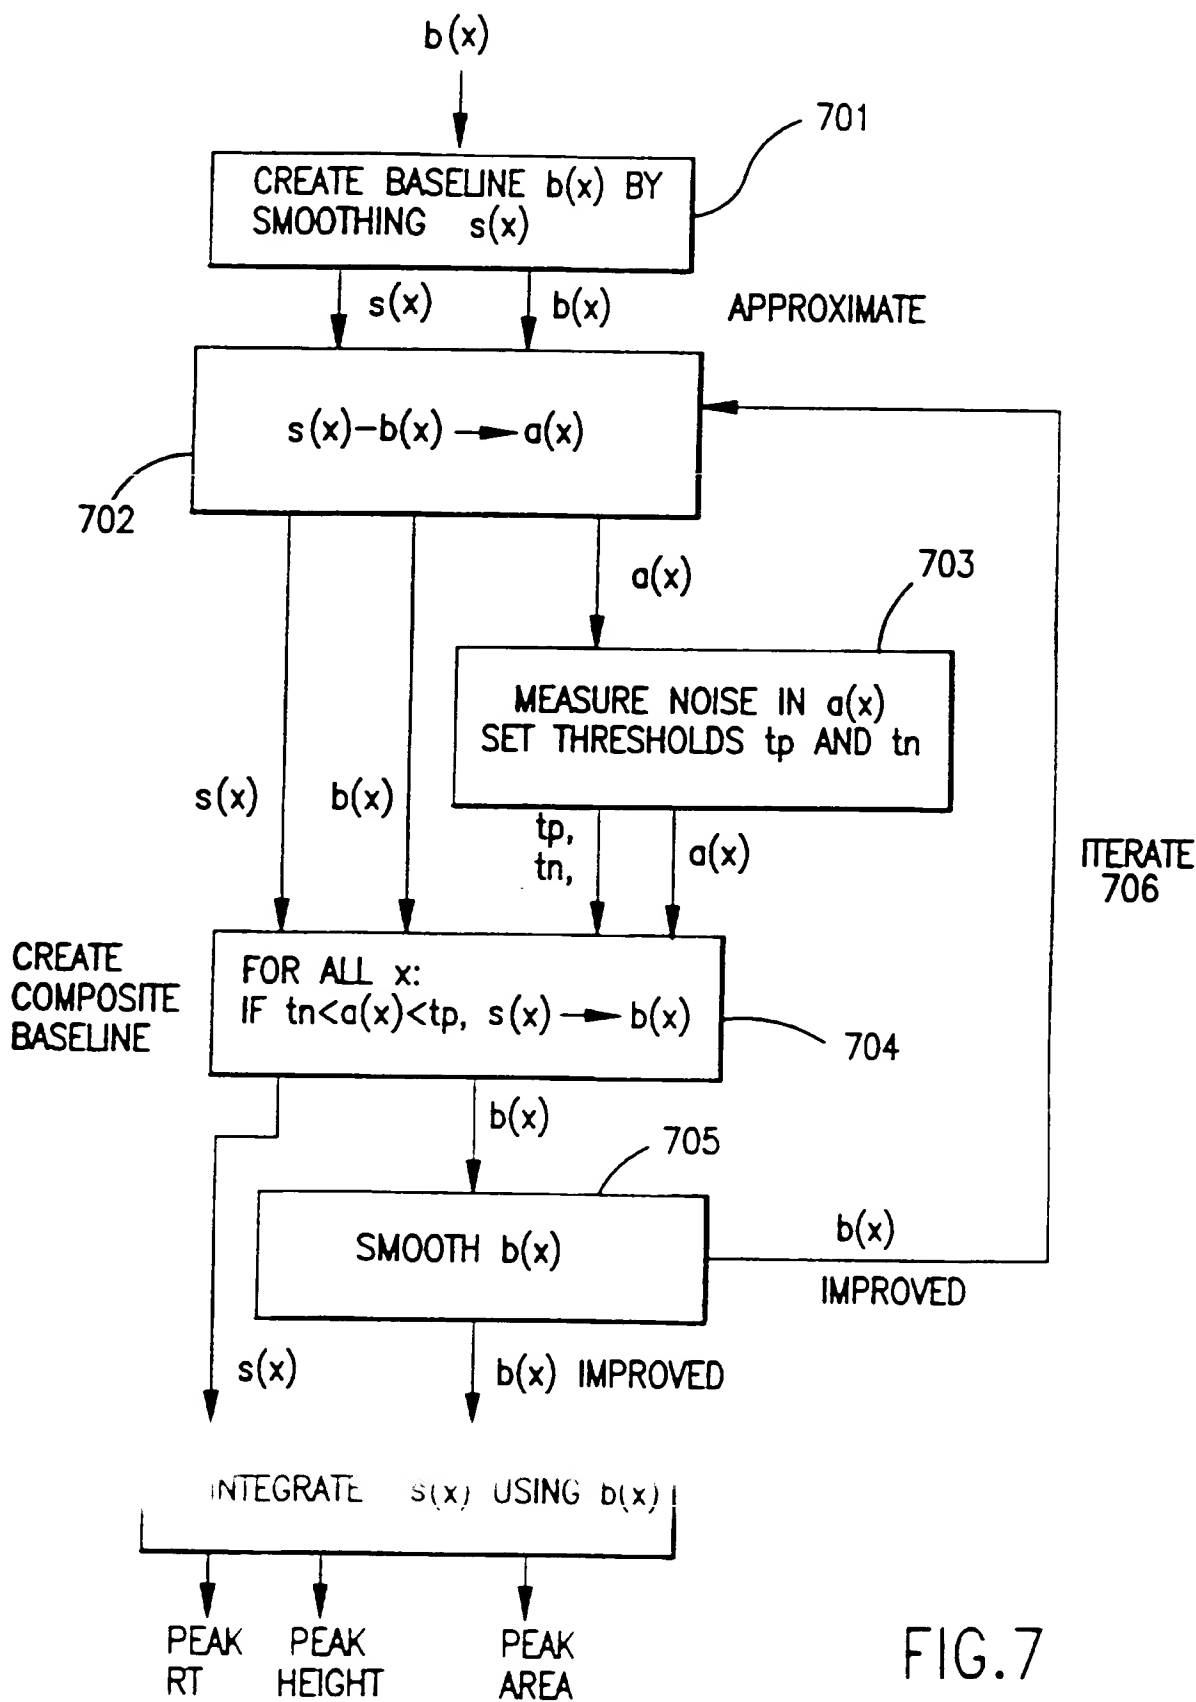 b(x)
701
CREATE BASELINE b(x) BY
SMOOTHING s(x)
s(x)
b(x)
APPROXIMATE
s(x)-b(x) → a(x)
702
a(x)
703
MEASURE NOISE IN a(x)
SET THRESHOLDS tp AND tn
s(x)
b(x)
tp,
tn,
a(x)
ITERATE
706
CREATE
COMPOSITE
BASELINE
FOR ALL x:
IF tn<a(x)<tp, s(x) → b(x)
704
b(x)
705
SMOOTH b(x)
b(x)
IMPROVED
s(x)
b(x) IMPROVED
INTEGRATE s(x) USING b(x)
PEAK
RT
PEAK
HEIGHT
PEAK
AREA
FIG.7